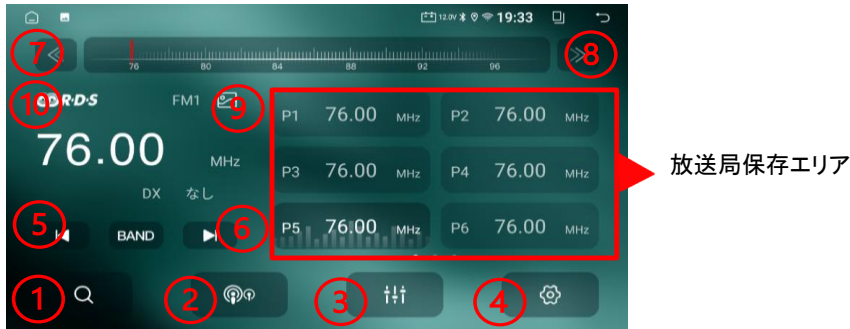 12.0V 19:33
7 8
76 80 84 88 92 96
10 R·D·S FM1 9
76.00 MHz
DX なし
5 BAND 6
P1 76.00 MHz P2 76.00 MHz
P3 76.00 MHz P4 76.00 MHz
P5 76.00 MHz P6 76.00 MHz
放送局保存エリア
1 2 3 4